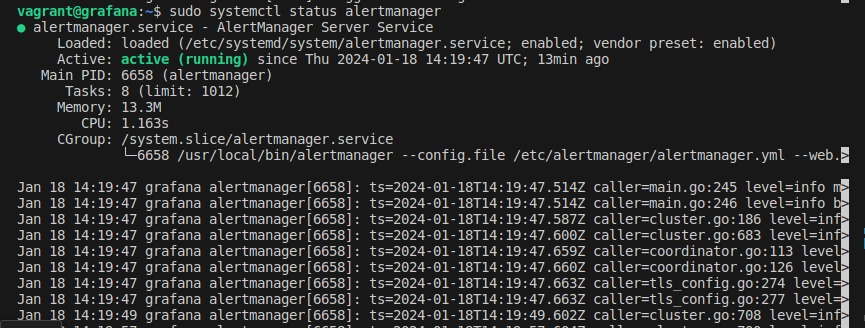 vagrant@grafana:~$ sudo systemctl status alertmanager
● alertmanager.service - AlertManager Server Service
     Loaded: loaded (/etc/systemd/system/alertmanager.service; enabled; vendor preset: enabled)
     Active: active (running) since Thu 2024-01-18 14:19:47 UTC; 13min ago
   Main PID: 6658 (alertmanager)
      Tasks: 8 (limit: 1012)
     Memory: 13.3M
        CPU: 1.163s
     CGroup: /system.slice/alertmanager.service
             └─6658 /usr/local/bin/alertmanager --config.file /etc/alertmanager/alertmanager.yml --web.>

Jan 18 14:19:47 grafana alertmanager[6658]: ts=2024-01-18T14:19:47.514Z caller=main.go:245 level=info m>
Jan 18 14:19:47 grafana alertmanager[6658]: ts=2024-01-18T14:19:47.514Z caller=main.go:246 level=info b>
Jan 18 14:19:47 grafana alertmanager[6658]: ts=2024-01-18T14:19:47.587Z caller=cluster.go:186 level=inf>
Jan 18 14:19:47 grafana alertmanager[6658]: ts=2024-01-18T14:19:47.600Z caller=cluster.go:683 level=inf>
Jan 18 14:19:47 grafana alertmanager[6658]: ts=2024-01-18T14:19:47.659Z caller=coordinator.go:113 level>
Jan 18 14:19:47 grafana alertmanager[6658]: ts=2024-01-18T14:19:47.660Z caller=coordinator.go:126 level>
Jan 18 14:19:47 grafana alertmanager[6658]: ts=2024-01-18T14:19:47.663Z caller=tls_config.go:274 level=>
Jan 18 14:19:47 grafana alertmanager[6658]: ts=2024-01-18T14:19:47.663Z caller=tls_config.go:277 level=>
Jan 18 14:19:49 grafana alertmanager[6658]: ts=2024-01-18T14:19:49.602Z caller=cluster.go:708 level=inf>